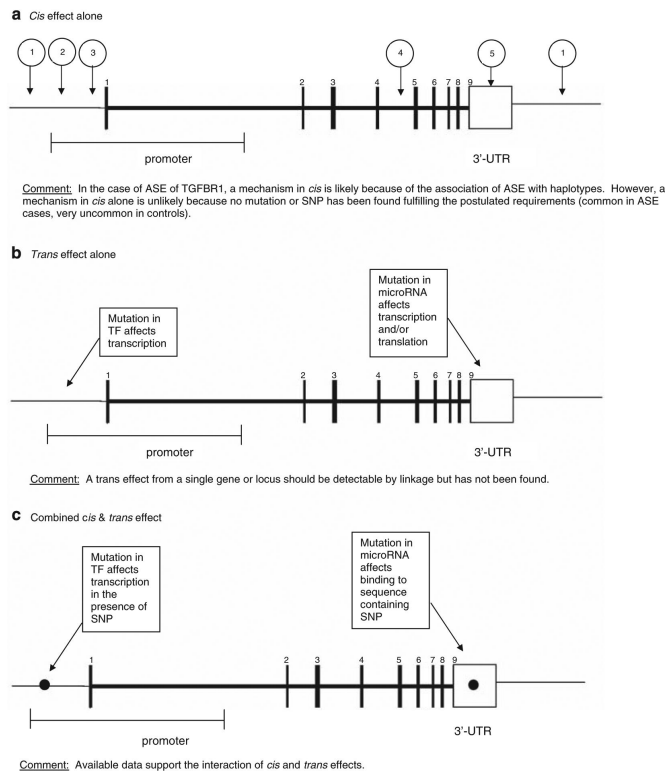 a Cis effect alone
1 2 3 4 5 1
1 2 3 4 5 6 7 8 9
promoter 3'-UTR
Comment: In the case of ASE of TGFBR1, a mechanism in cis is likely because of the association of ASE with haplotypes. However, a
mechanism in cis alone is unlikely because no mutation or SNP has been found fulfilling the postulated requirements (common in ASE
cases, very uncommon in controls).
b Trans effect alone
Mutation in
TF affects
transcription
Mutation in
microRNA
affects
transcription
and/or
translation
1 2 3 4 5 6 7 8 9
promoter 3'-UTR
Comment: A trans effect from a single gene or locus should be detectable by linkage but has not been found.
c Combined cis & trans effect
Mutation in
TF affects
transcription
in the
presence of
SNP
Mutation in
microRNA
affects
binding to
sequence
containing
SNP
1 2 3 4 5 6 7 8 9
promoter 3'-UTR
Comment: Available data support the interaction of cis and trans effects.